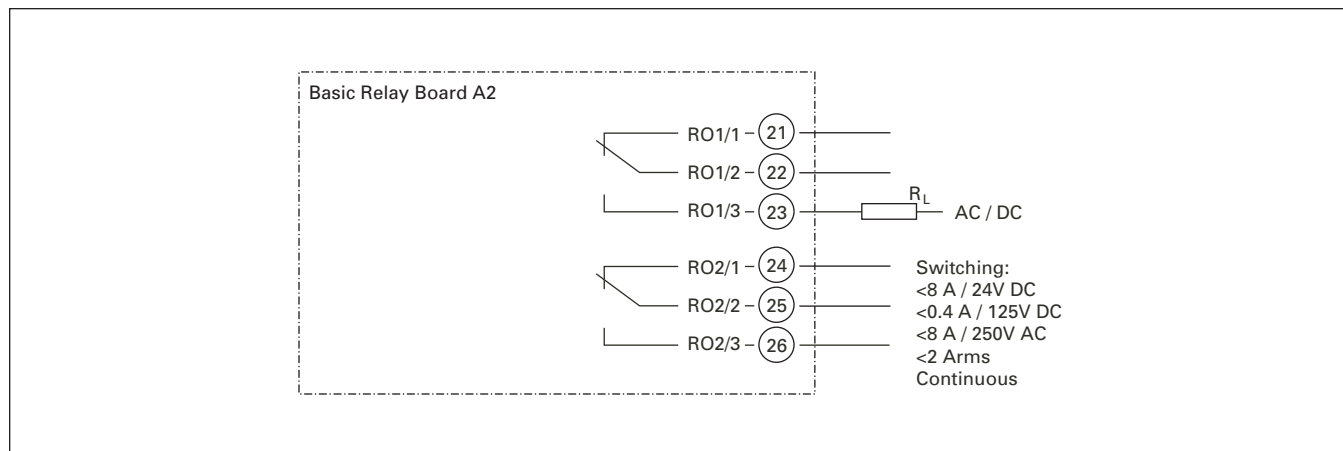 Basic Relay Board A2
RO1/1 21
RO1/2 22
RO1/3 23
RL
AC / DC
RO2/1 24
RO2/2 25
RO2/3 26
Switching:
<8 A / 24V DC
<0.4 A / 125V DC
<8 A / 250V AC
<2 Arms
Continuous